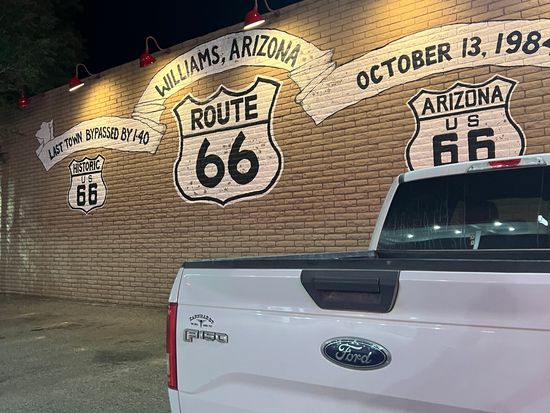 LAST TOWN BYPASSED BY I-40
WILLIAMS, ARIZONA
OCTOBER 13, 1984
HISTORIC
US
66
ROUTE
66
ARIZONA
US
66
F-150
Ford